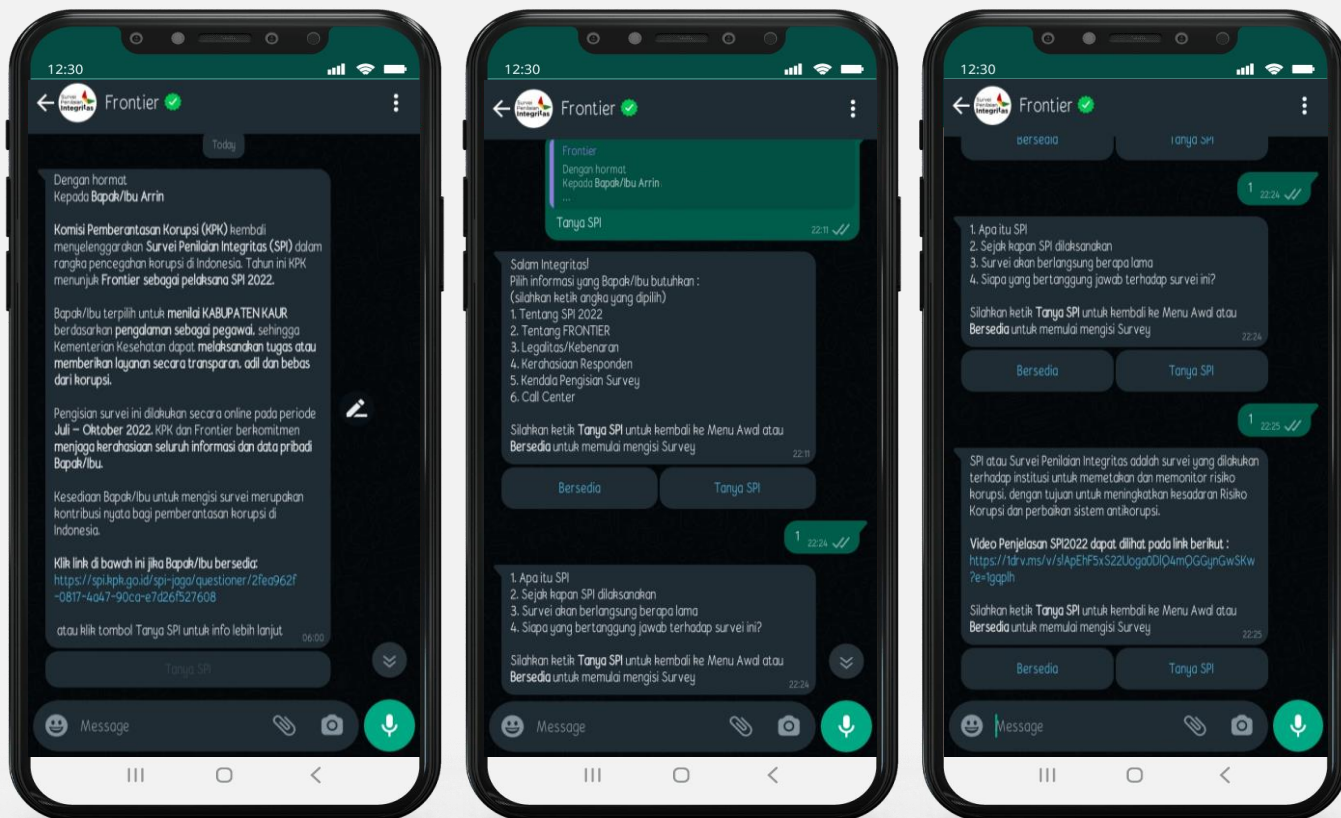 12:30
Survei
Penilaian
Integritas
Frontier
Today
Dengan hormat
Kepada Bapak/Ibu Arrin
Komisi Pemberantasan Korupsi (KPK) kembali
menyelenggarakan Survei Penilaian Integritas (SPI) dalam
rangka pencegahan korupsi di Indonesia. Tahun ini KPK
menunjuk Frontier sebagai pelaksana SPI 2022.
Bapak/Ibu terpilih untuk menilai KABUPATEN KAUR
berdasarkan pengalaman sebagai pegawai, sehingga
Kementerian Kesehatan dapat melaksanakan tugas atau
memberikan layanan secara transparan, adil dan bebas
dari korupsi.
Pengisian survei ini dilakukan secara online pada periode
Juli – Oktober 2022. KPK dan Frontier berkomitmen
menjaga kerahasiaan seluruh informasi dan data pribadi
Bapak/Ibu.
Kesediaan Bapak/Ibu untuk mengisi survei merupakan
kontribusi nyata bagi pemberantasan korupsi di
Indonesia.
Klik link di bawah ini jika Bapak/Ibu bersedia:
https://spi.kpk.go.id/spi-jaga/questioner/2fea962f
-0817-4a47-90ca-e7d26f527608
atau klik tombol Tanya SPI untuk info lebih lanjut
06:00
Tanya SPI
Message
12:30
Survei
Penilaian
Integritas
Frontier
Frontier
Dengan hormat
Kepada Bapak/Ibu Arrin
...
Tanya SPI
22:11
Salam Integritas!
Pilih informasi yang Bapak/Ibu butuhkan :
(silahkan ketik angka yang dipilih)
1. Tentang SPI 2022
2. Tentang FRONTIER
3. Legalitas/Kebenaran
4. Kerahasiaan Responden
5. Kendala Pengisian Survey
6. Call Center
Silahkan ketik Tanya SPI untuk kembali ke Menu Awal atau
Bersedia untuk memulai mengisi Survey
22:11
Bersedia Tanya SPI
1 22:24
1. Apa itu SPI
2. Sejak kapan SPI dilaksanakan
3. Survei akan berlangsung berapa lama
4. Siapa yang bertanggung jawab terhadap survei ini?
Silahkan ketik Tanya SPI untuk kembali ke Menu Awal atau
Bersedia untuk memulai mengisi Survey
22:24
Message
12:30
Survei
Penilaian
Integritas
Frontier
Bersedia Tanya SPI
1 22:24
1. Apa itu SPI
2. Sejak kapan SPI dilaksanakan
3. Survei akan berlangsung berapa lama
4. Siapa yang bertanggung jawab terhadap survei ini?
Silahkan ketik Tanya SPI untuk kembali ke Menu Awal atau
Bersedia untuk memulai mengisi Survey
22:24
Bersedia Tanya SPI
1 22:25
SPI atau Survei Penilaian Integritas adalah survei yang dilakukan
terhadap institusi untuk memetakan dan memonitor risiko
korupsi, dengan tujuan untuk meningkatkan kesadaran Risiko
Korupsi dan perbaikan sistem antikorupsi.
Video Penjelasan SPI2022 dapat dilihat pada link berikut :
Silahkan ketik Tanya SPI untuk kembali ke Menu Awal atau
Bersedia untuk memulai mengisi Survey
22:25
Bersedia Tanya SPI
Message